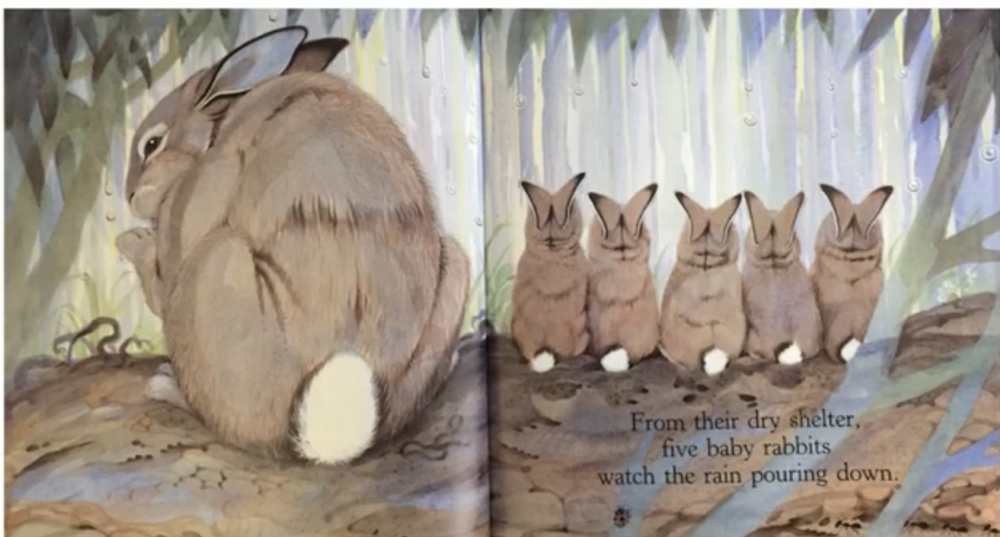 From their dry shelter,
five baby rabbits
watch the rain pouring down.